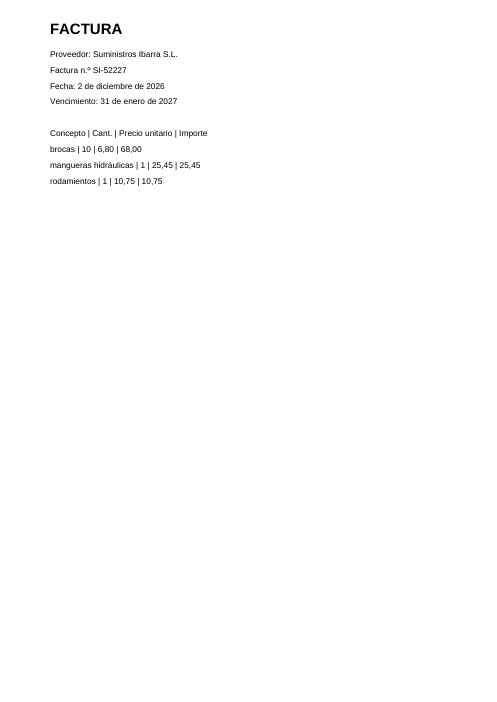 FACTURA
Proveedor: Suministros Ibarra S.L.
Factura n.º SI-52227
Fecha: 2 de diciembre de 2026
Vencimiento: 31 de enero de 2027
Concepto | Cant. | Precio unitario | Importe
brocas | 10 | 6,80 | 68,00
mangueras hidráulicas | 1 | 25,45 | 25,45
rodamientos | 1 | 10,75 | 10,75